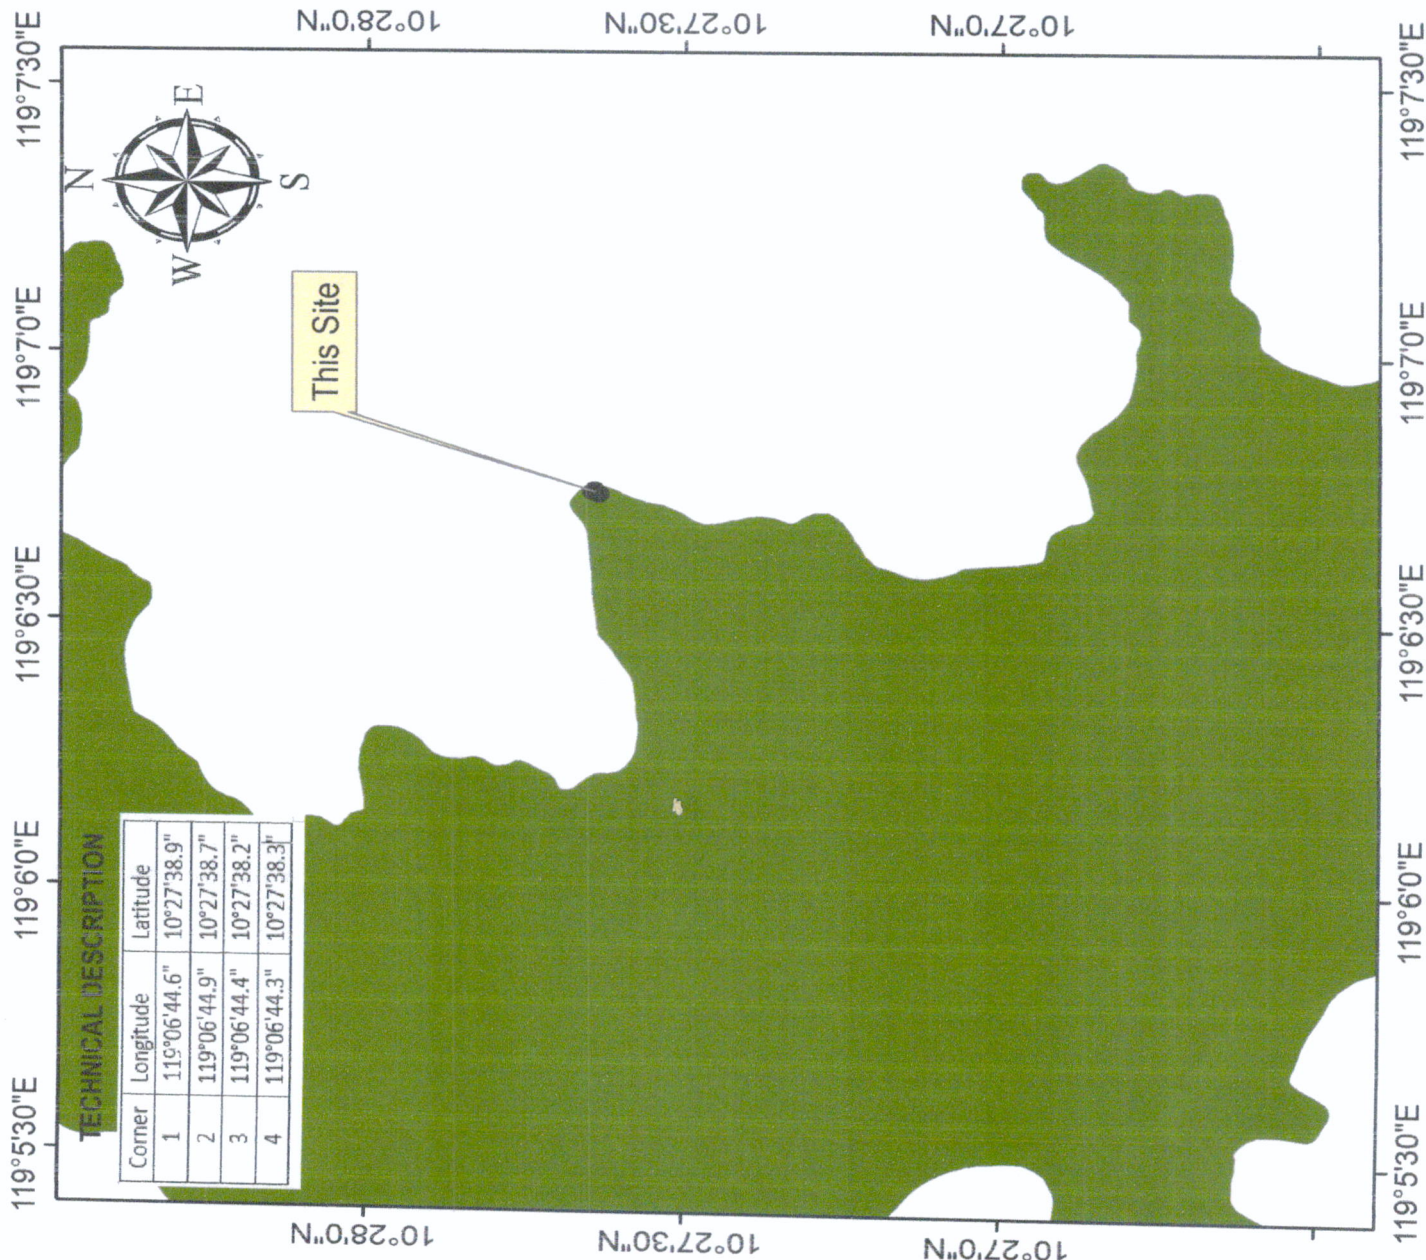 119°5'30"E 119°6'0"E 119°6'30"E 119°7'0"E 119°7'30"E
TECHNICAL DESCRIPTION
Corner Longitude Latitude
1 119°06'44.6" 10°27'38.9"
2 119°06'44.9" 10°27'38.7"
3 119°06'44.4" 10°27'38.2"
4 119°06'44.3" 10°27'38.3"
N
W E
S
This Site
10°28'0"N 10°28'0"N
10°27'30"N 10°27'30"N
10°27'0"N 10°27'0"N
119°5'30"E 119°6'0"E 119°6'30"E 119°7'0"E 119°7'30"E